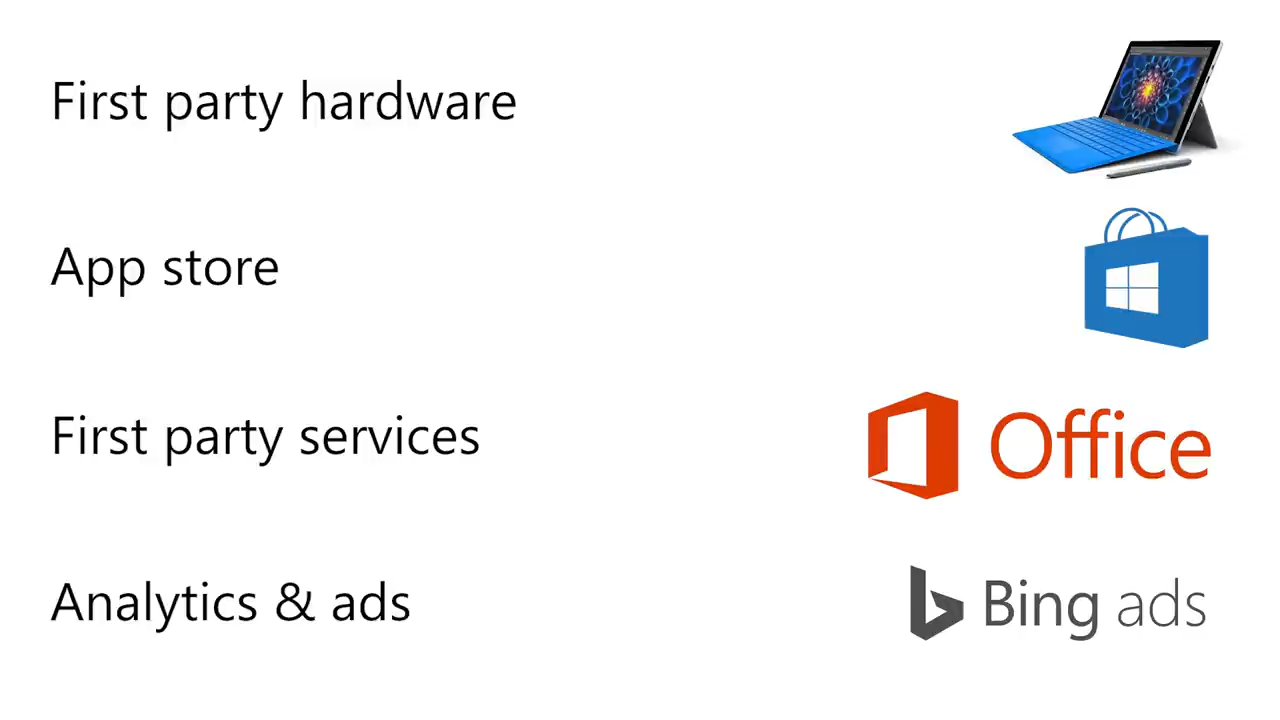 First party hardware
App store
First party services
Office
Analytics & ads
Bing ads